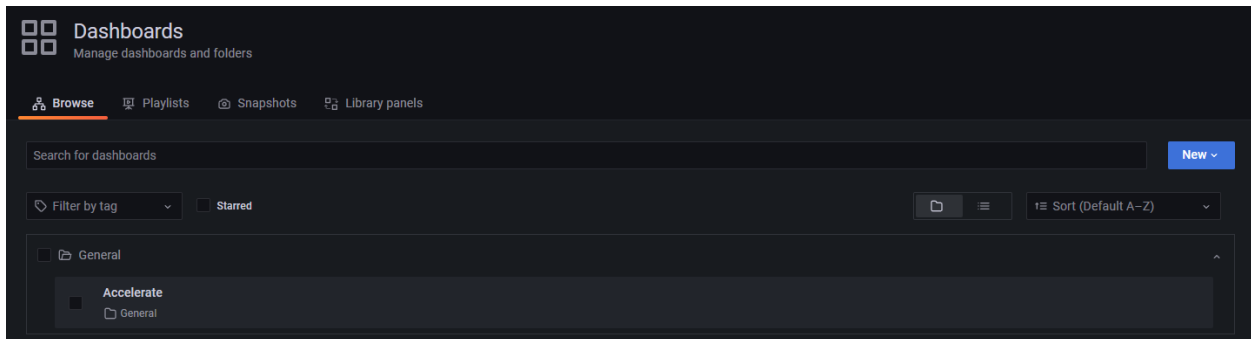 Dashboards
Manage dashboards and folders
Browse Playlists Snapshots Library panels
Search for dashboards New
Filter by tag Starred Sort (Default A–Z)
General
Accelerate
General